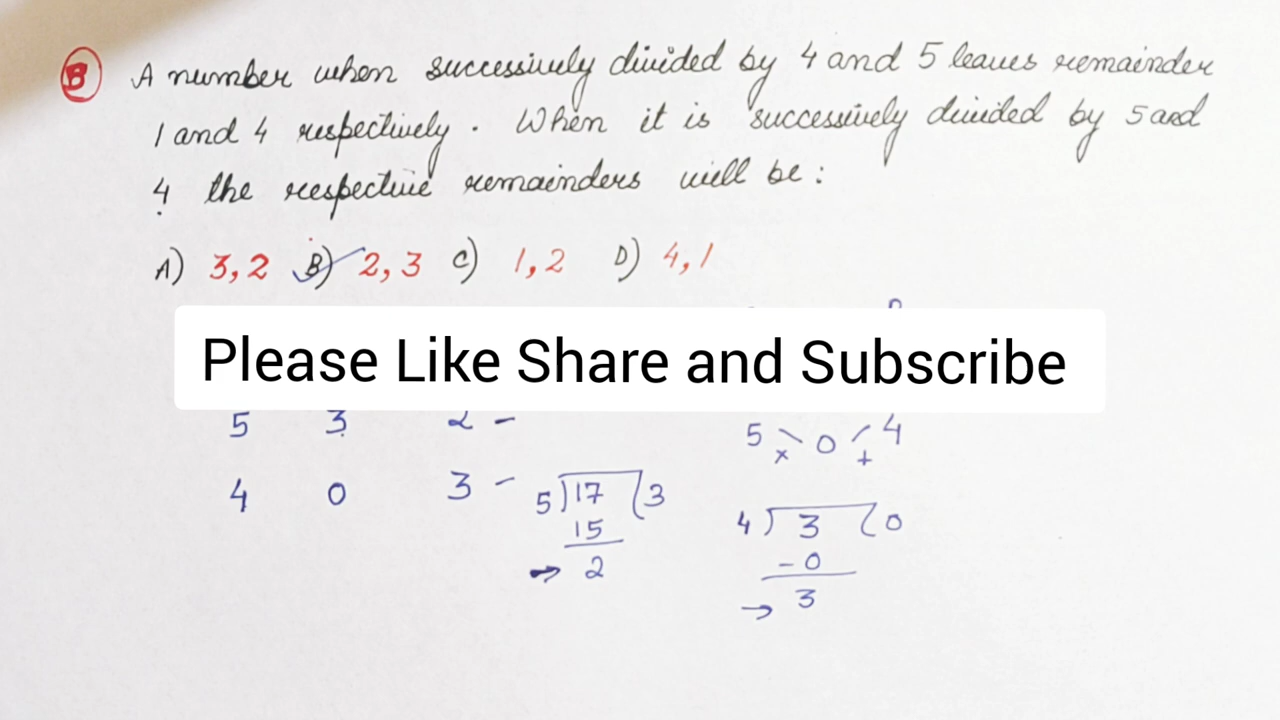 B
A number when successively divided by 4 and 5 leaves remainder
1 and 4 respectively. When it is successively divided by 5 and
4 the respective remainders will be :
A) 3,2 B) 2,3 C) 1,2 D) 4,1
Please Like Share and Subscribe
5 3 2 -
5 × 0 + 4
4 0 3 -
5) 17 (3
15
→ 2
4) 3 (0
-0
→ 3